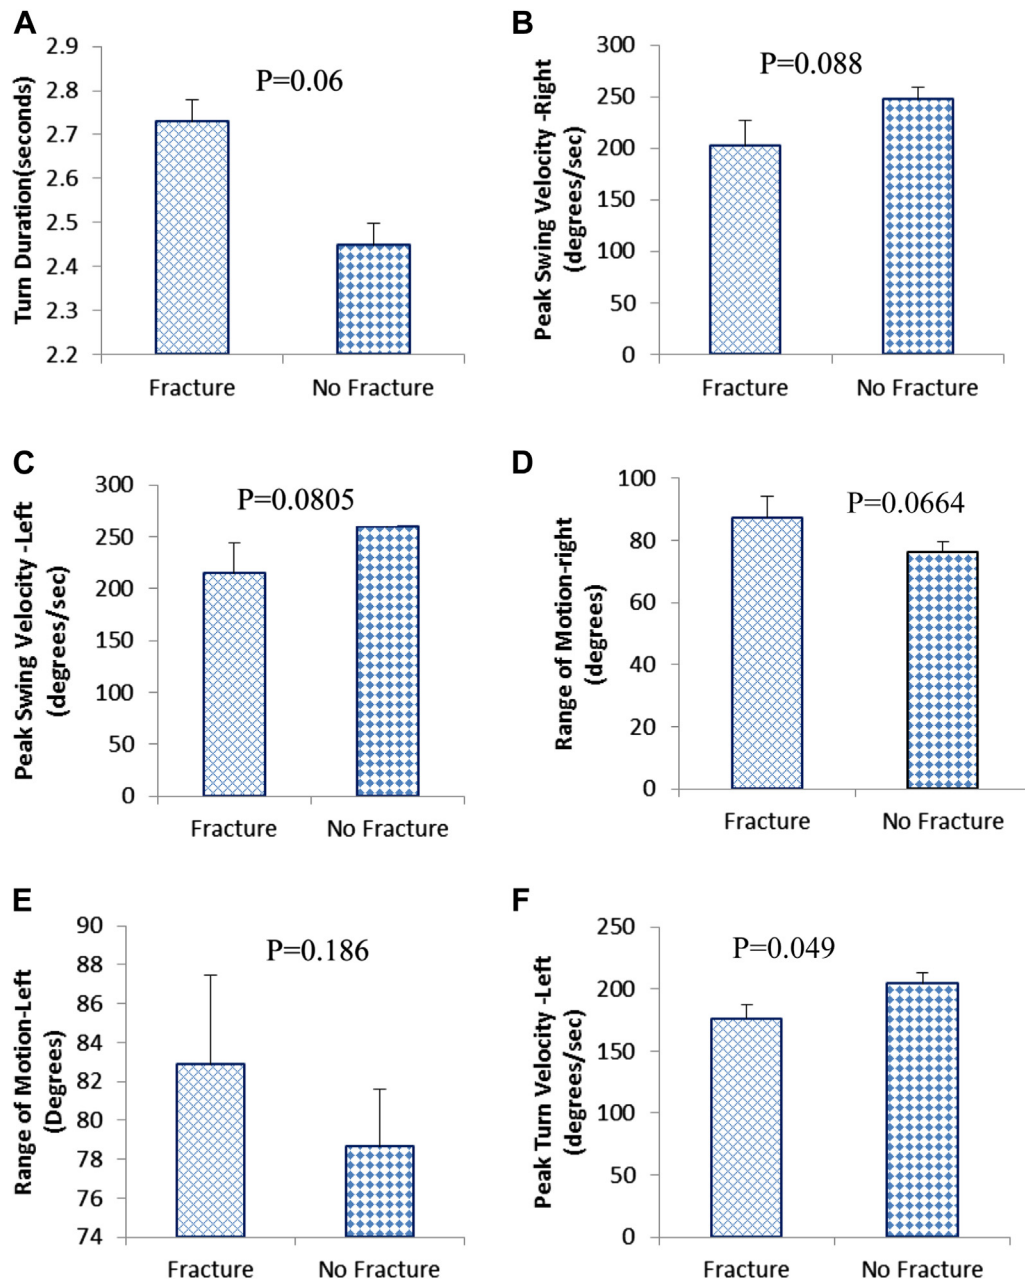 A
Turn Duration(seconds)
2.9
2.8
2.7
2.6
2.5
2.4
2.3
2.2
P=0.06
Fracture No Fracture
B
Peak Swing Velocity -Right
(degrees/sec)
300
250
200
150
100
50
0
P=0.088
Fracture No Fracture
C
Peak Swing Velocity -Left
(degrees/sec)
300
250
200
150
100
50
0
P=0.0805
Fracture No Fracture
D
Range of Motion-right
(degrees)
100
80
60
40
20
0
P=0.0664
Fracture No Fracture
E
Range of Motion-Left
(Degrees)
90
88
86
84
82
80
78
76
74
P=0.186
Fracture No Fracture
F
Peak Turn Velocity -Left
(degrees/sec)
250
200
150
100
50
0
P=0.049
Fracture No Fracture